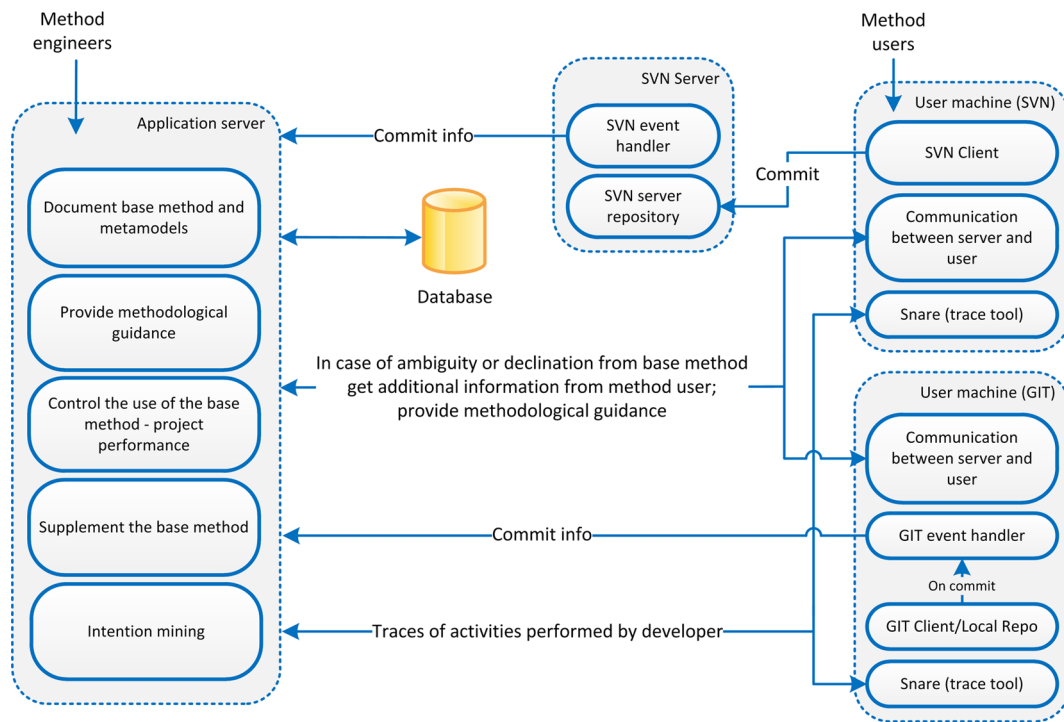 Method
engineers
Application server
Document base method and
metamodels
Provide methodological
guidance
Control the use of the base
method - project
performance
Supplement the base method
Intention mining
Commit info
Database
SVN Server
SVN event
handler
SVN server
repository
Commit
In case of ambiguity or declination from base method
get additional information from method user;
provide methodological guidance
Commit info
Traces of activities performed by developer
Method
users
User machine (SVN)
SVN Client
Communication
between server and
user
Snare (trace tool)
User machine (GIT)
Communication
between server and
user
GIT event handler
On commit
GIT Client/Local Repo
Snare (trace tool)